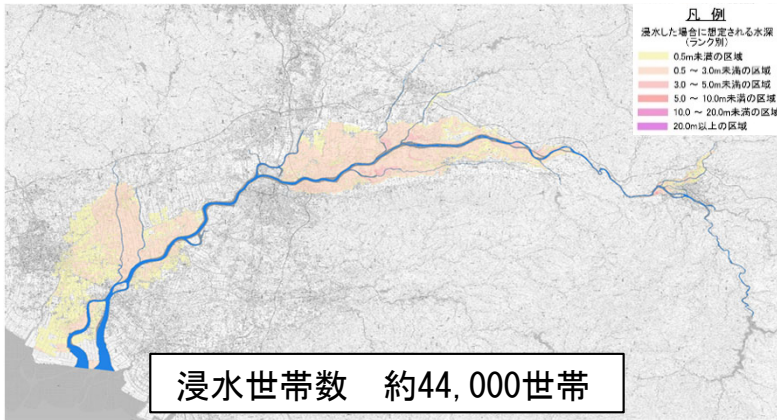 凡 例
浸水した場合に想定される水深
(ランク別)
0.5m未満の区域
0.5 ~ 3.0m未満の区域
3.0 ~ 5.0m未満の区域
5.0 ~ 10.0m未満の区域
10.0 ~ 20.0m未満の区域
20.0m以上の区域
浸水世帯数 約44,000世帯